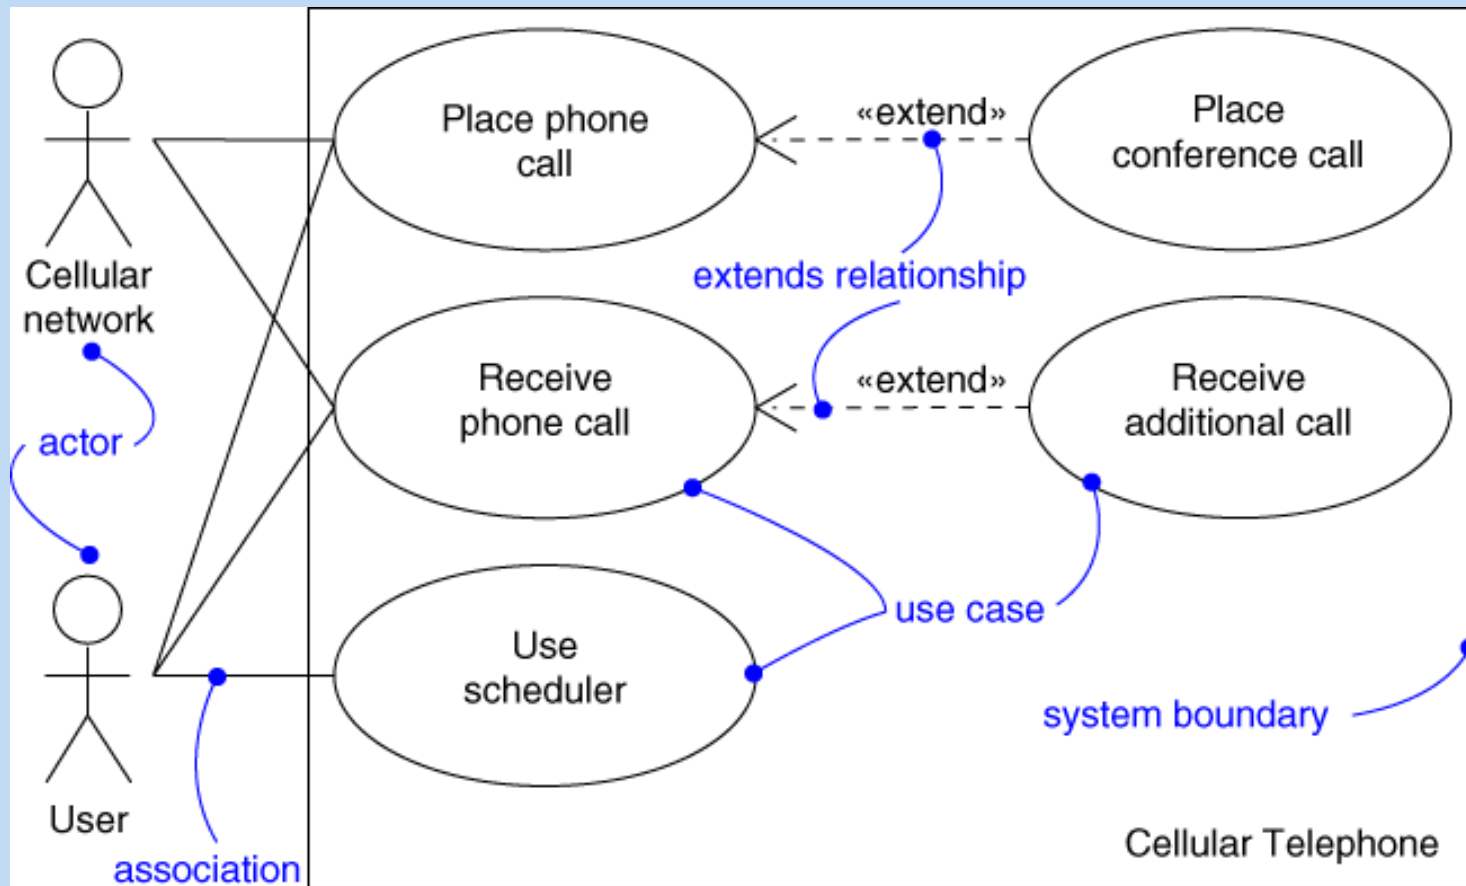 Place phone
call
«extend»
Place
conference call
Cellular
network
extends relationship
Receive
phone call
«extend»
Receive
additional call
actor
use case
Use
scheduler
system boundary
User
association
Cellular Telephone